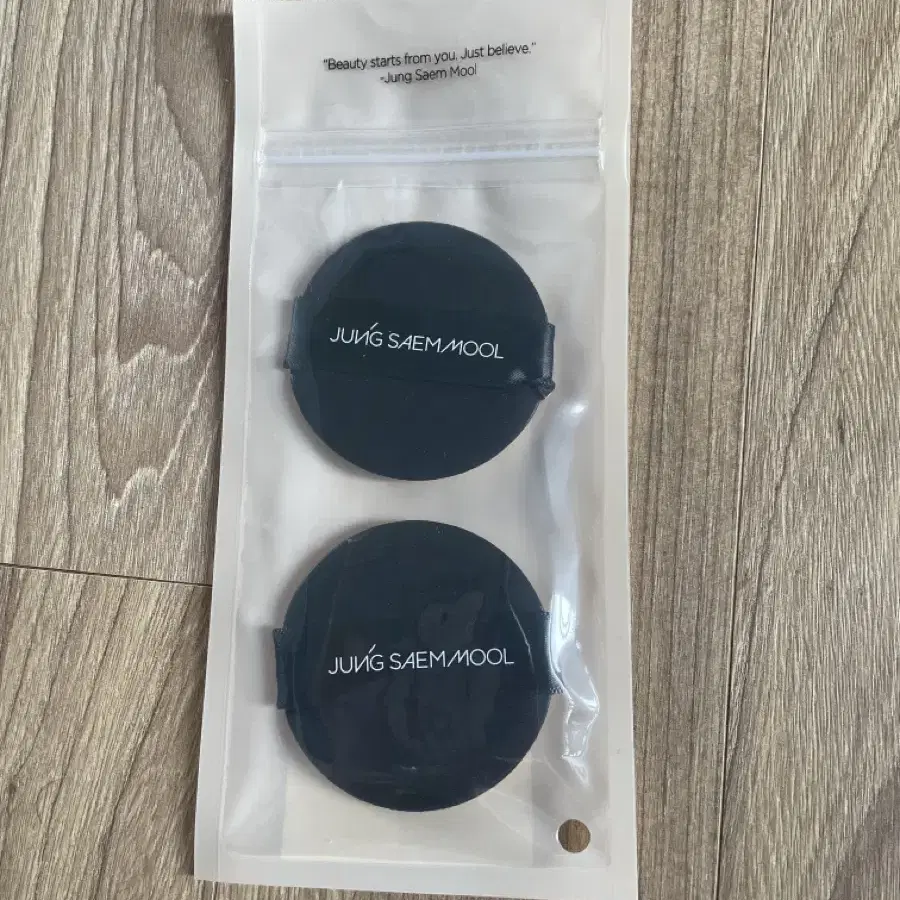 "Beauty starts from you. Just believe."
-Jung Saem Mool
JUNG SAEMMOOL
JUNG SAEMMOOL